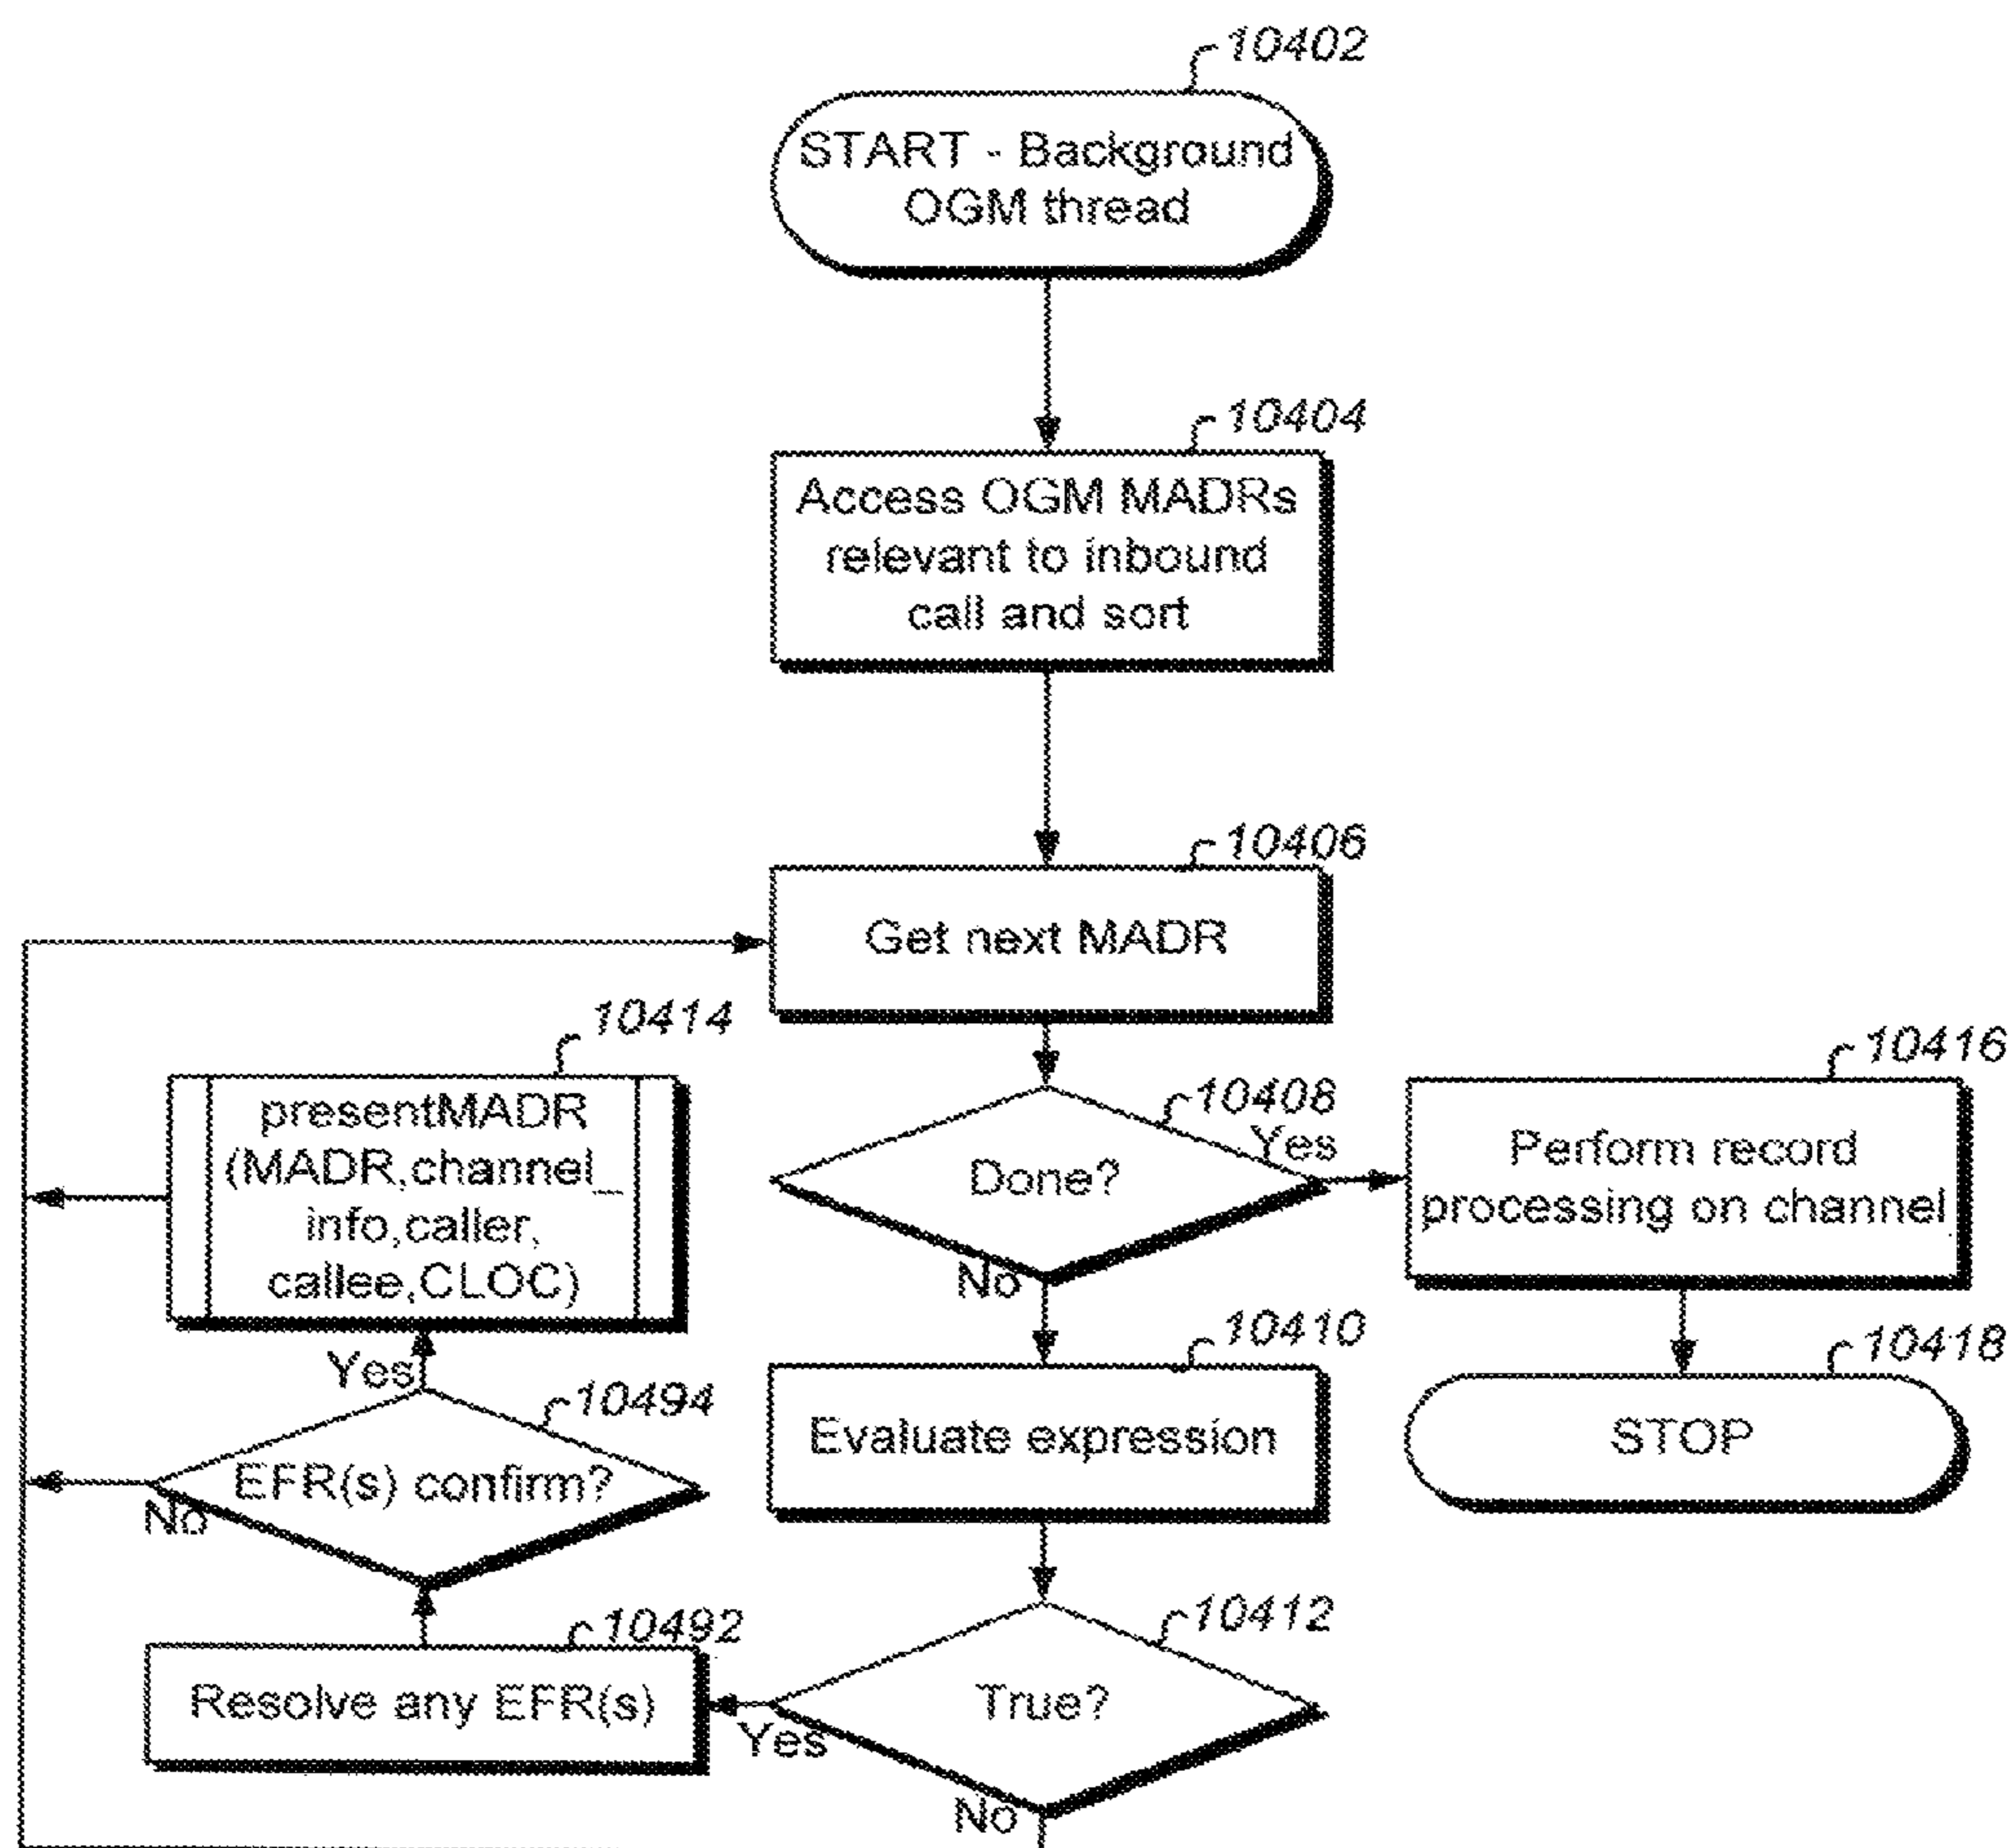 10402
START - Background
OGM thread
10404
Access OGM MADRs
relevant to inbound
call and sort
10406
Get next MADR
10414
presentMADR
(MADR,channel_
info,caller,
callee,CLOC)
10408
Done?
Yes
No
10416
Perform record
processing on channel
10410
Evaluate expression
10418
STOP
Yes
10494
EFR(s) confirm?
No
10492
Resolve any EFR(s)
10412
True?
Yes
No